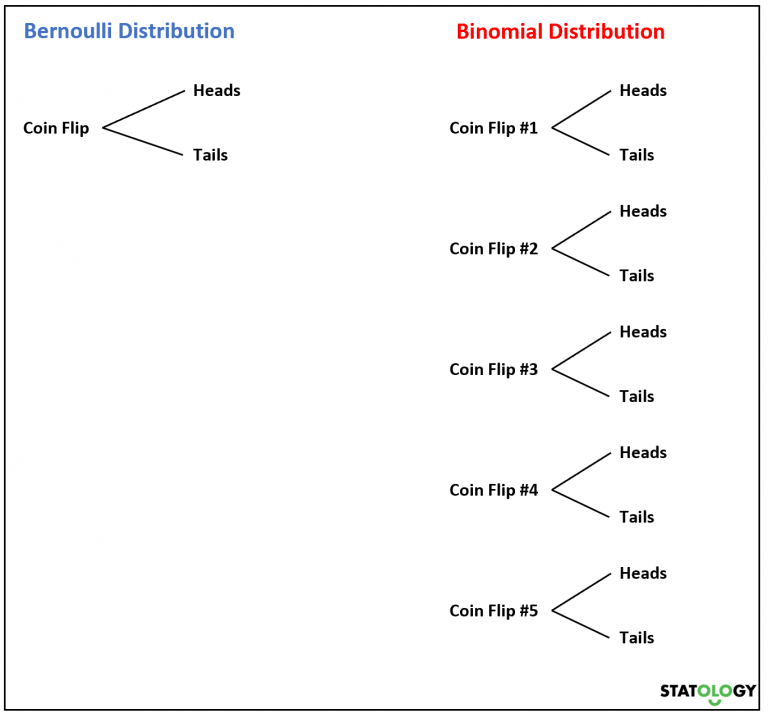 Bernoulli Distribution
Coin Flip
Heads
Tails
Binomial Distribution
Coin Flip #1
Heads
Tails
Coin Flip #2
Heads
Tails
Coin Flip #3
Heads
Tails
Coin Flip #4
Heads
Tails
Coin Flip #5
Heads
Tails
STATOLOGY